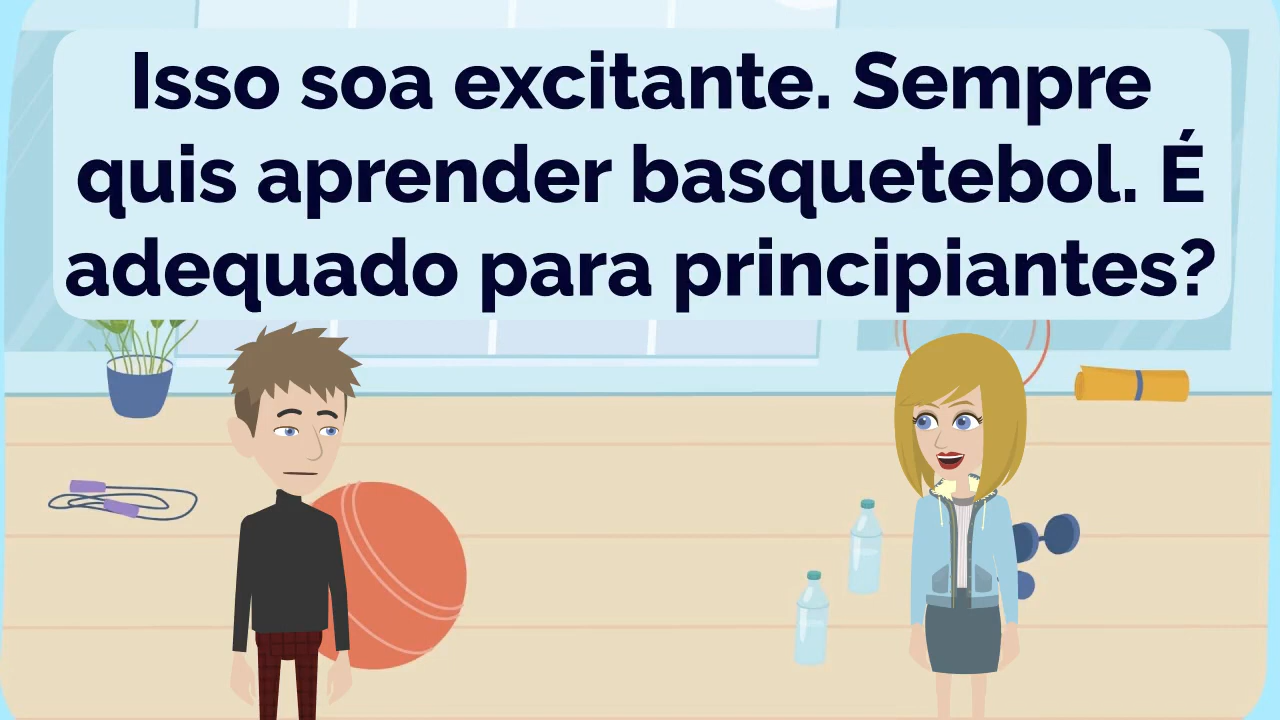 Isso soa excitante. Sempre
quis aprender basquetebol. É
adequado para principiantes?